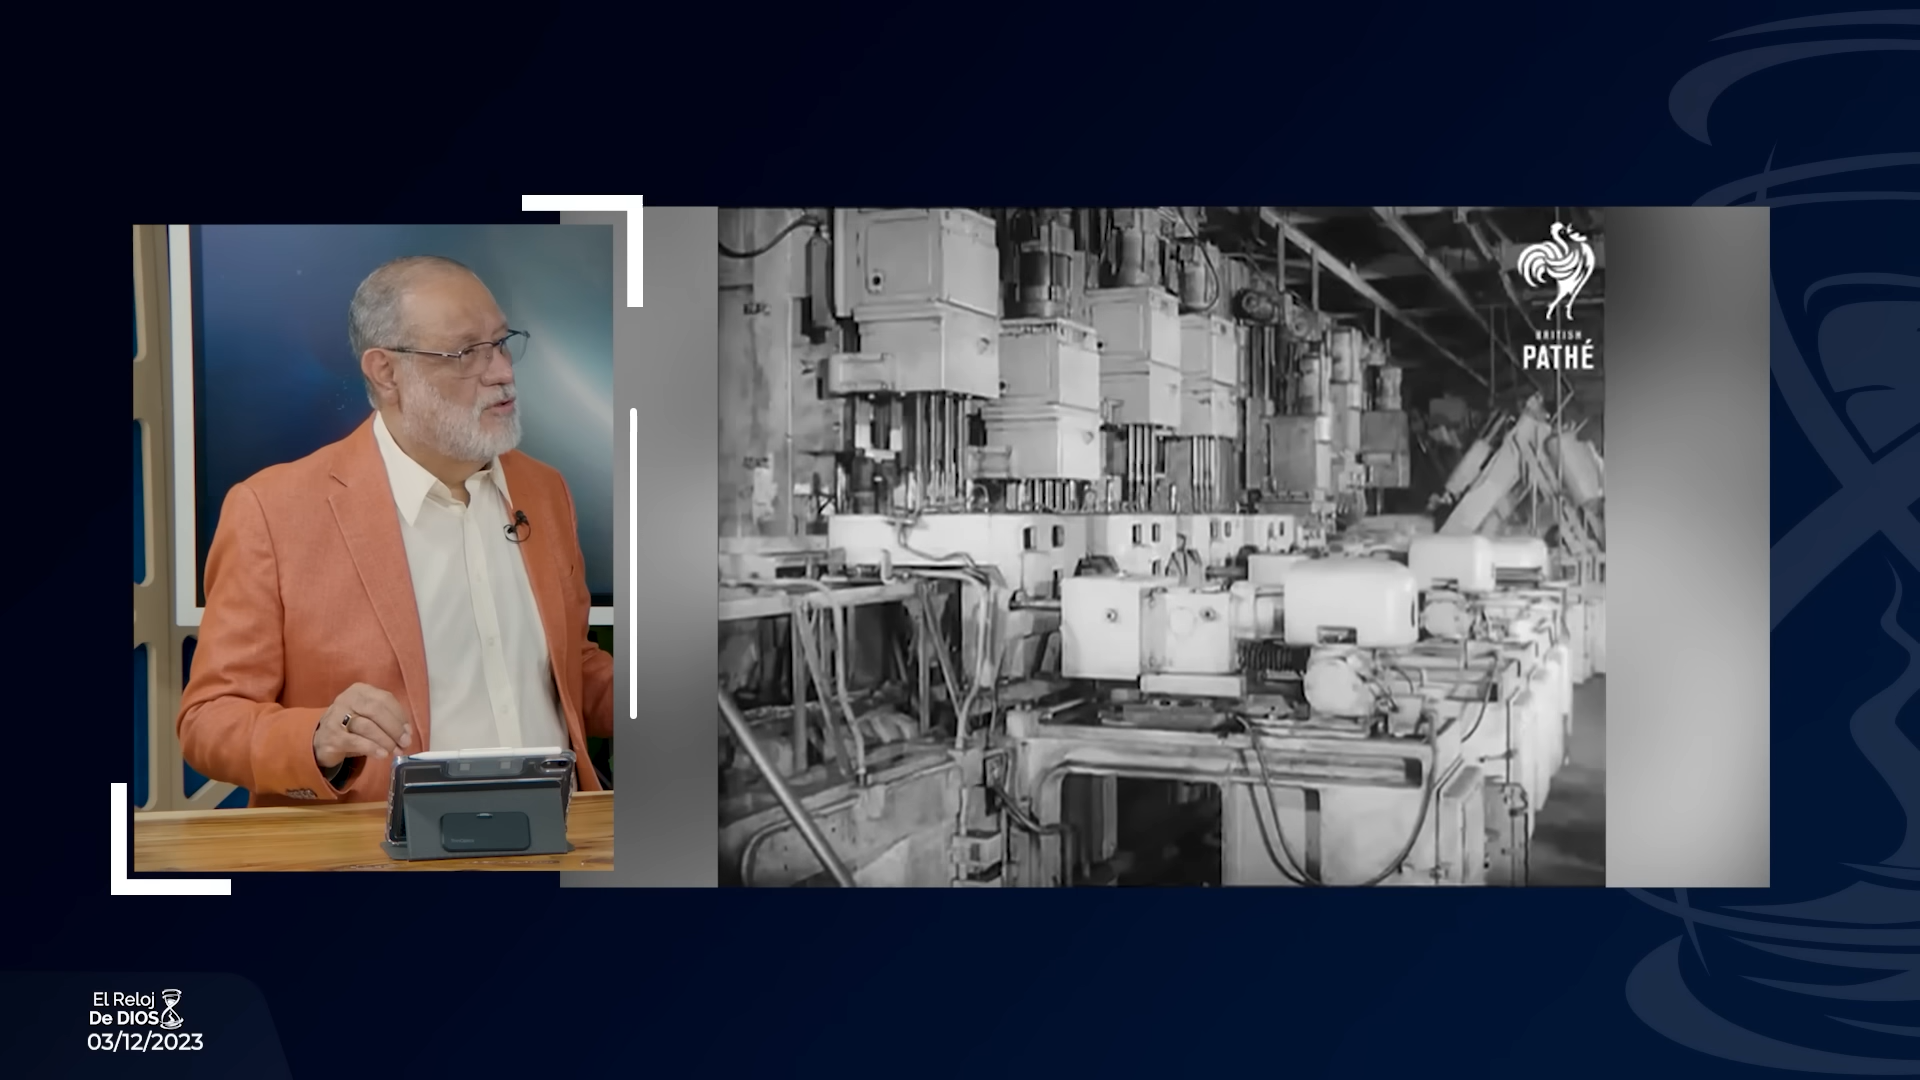 BRITISH
PATHÉ
El Reloj
De DIOS
03/12/2023